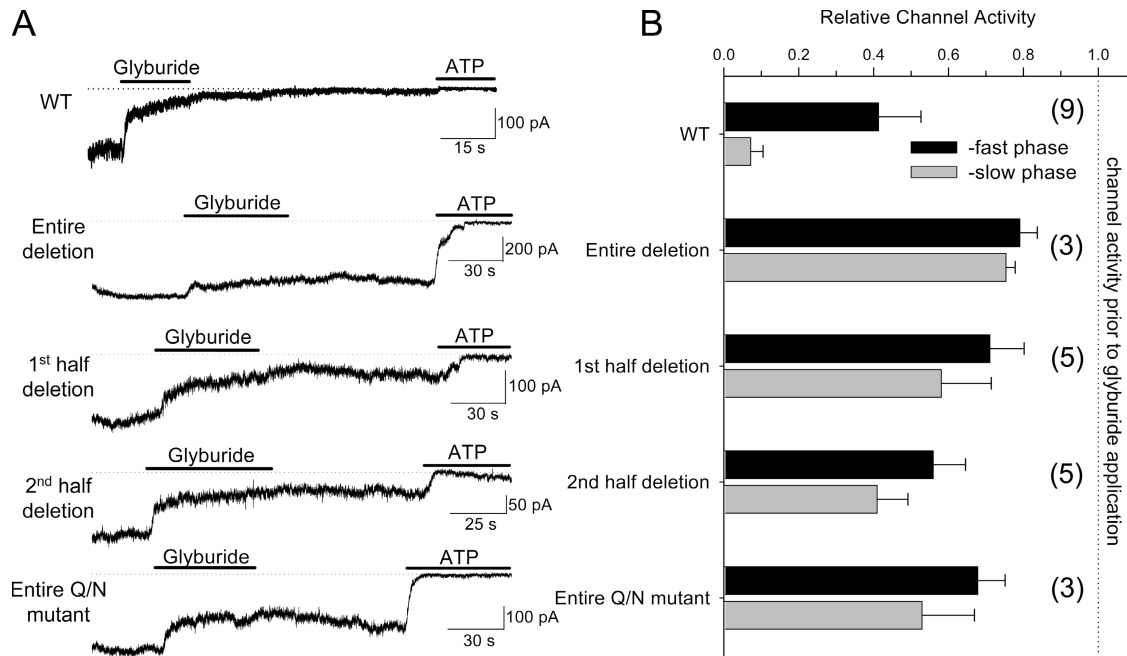 A
Glyburide
ATP
WT
100 pA
15 s
Glyburide
ATP
Entire
deletion
200 pA
30 s
Glyburide
ATP
1st half
deletion
100 pA
30 s
Glyburide
ATP
2nd half
deletion
50 pA
25 s
Glyburide
ATP
Entire Q/N
mutant
100 pA
30 s
B
Relative Channel Activity
0.0 0.2 0.4 0.6 0.8 1.0
WT
(9)
-fast phase
-slow phase
Entire deletion
(3)
1st half deletion
(5)
2nd half deletion
(5)
Entire Q/N mutant
(3)
channel activity prior to glyburide application